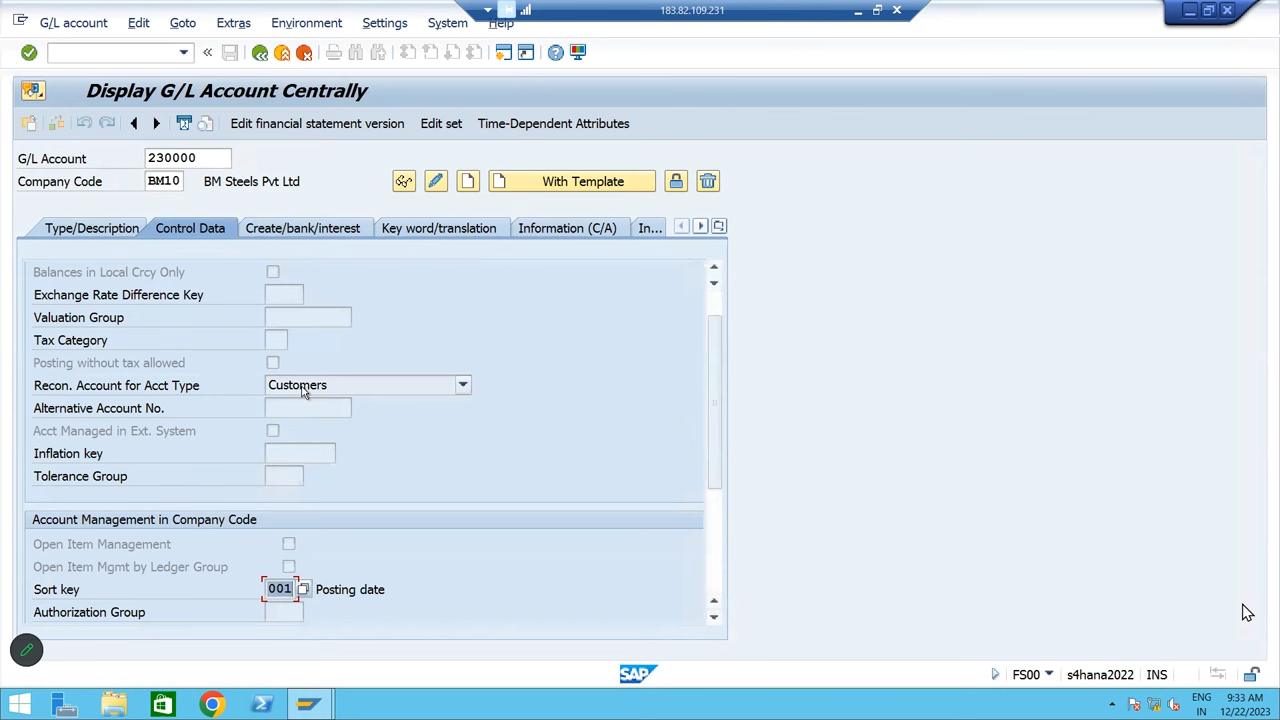 183.82.109.231
G/L account Edit Goto Extras Environment Settings System Help
Display G/L Account Centrally
Edit financial statement version Edit set Time-Dependent Attributes
G/L Account 230000
Company Code BM10 BM Steels Pvt Ltd With Template
Type/Description Control Data Create/bank/interest Key word/translation Information (C/A) In...
Balances in Local Crcy Only
Exchange Rate Difference Key
Valuation Group
Tax Category
Posting without tax allowed
Recon. Account for Acct Type Customers
Alternative Account No.
Acct Managed in Ext. System
Inflation key
Tolerance Group
Account Management in Company Code
Open Item Management
Open Item Mgmt by Ledger Group
Sort key 001 Posting date
Authorization Group
SAP FS00 s4hana2022 INS
ENG 9:33 AM
IN 12/22/2023